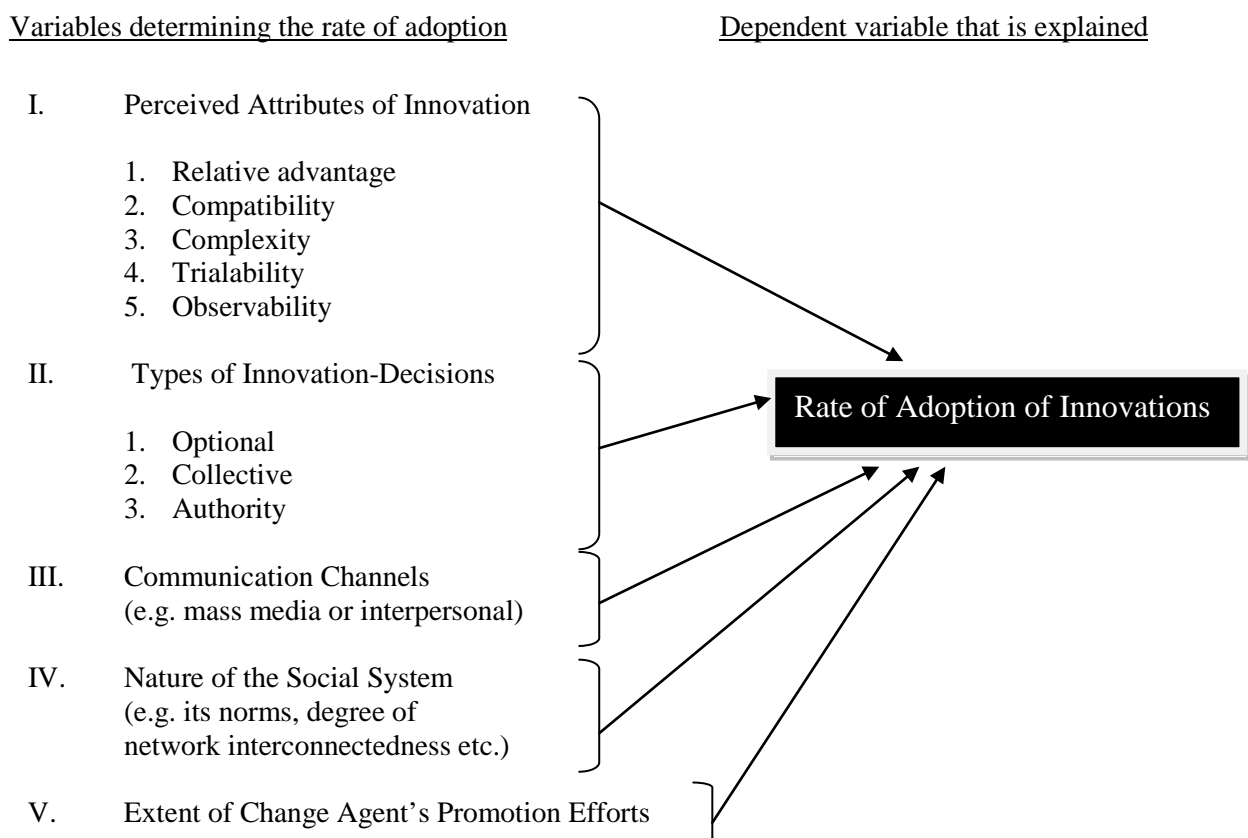 Variables determining the rate of adoption
Dependent variable that is explained
I. Perceived Attributes of Innovation
1. Relative advantage
2. Compatibility
3. Complexity
4. Trialability
5. Observability
II. Types of Innovation-Decisions
1. Optional
2. Collective
3. Authority
Rate of Adoption of Innovations
III. Communication Channels
(e.g. mass media or interpersonal)
IV. Nature of the Social System
(e.g. its norms, degree of
network interconnectedness etc.)
V. Extent of Change Agent’s Promotion Efforts